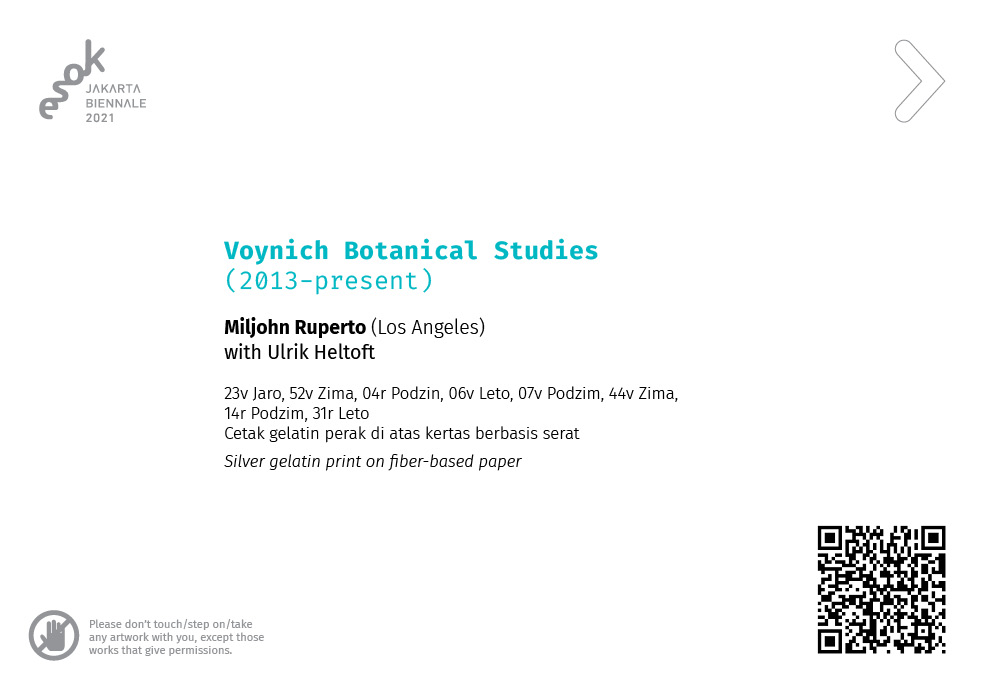 esok
JAKARTA
BIENNALE
2021
Voynich Botanical Studies
(2013-present)
Miljohn Ruperto (Los Angeles)
with Ulrik Heltoft
23v Jaro, 52v Zima, 04r Podzin, 06v Leto, 07v Podzim, 44v Zima,
14r Podzim, 31r Leto
Cetak gelatin perak di atas kertas berbasis serat
Silver gelatin print on fiber-based paper
Please don't touch/step on/take
any artwork with you, except those
works that give permissions.